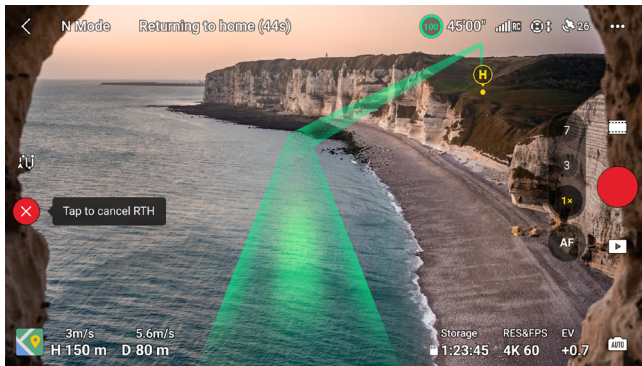 N Mode Returning to home (44s) 100 45'00" RC 26
H
7
3
1×
Tap to cancel RTH
AF
3m/s 5.6m/s Storage RES&FPS EV
H 150 m D 80 m 1:23:45 4K 60 +0.7 AUTO